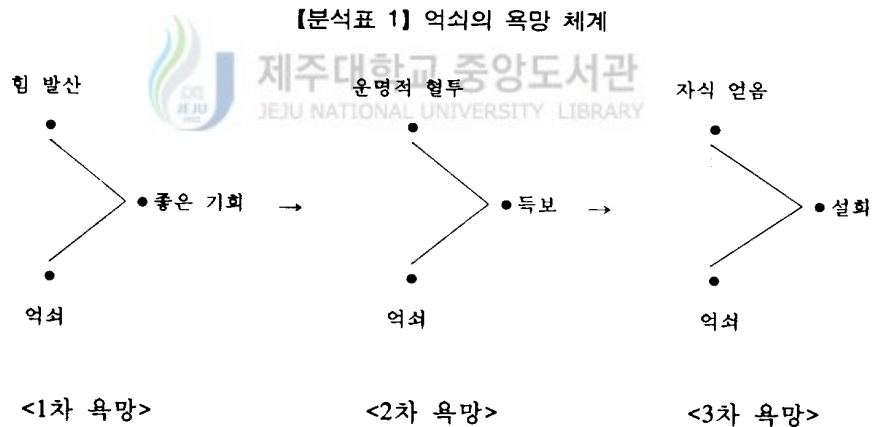 【분석표 1】 억쇠의 욕망 체계
제주대학교 중앙도서관
JEJU NATIONAL UNIVERSITY LIBRARY
힘 발산 운명적 혈투 자식 얻음
좋은 기회 → 득보 → 설화
억쇠 억쇠 억쇠
<1차 욕망> <2차 욕망> <3차 욕망>